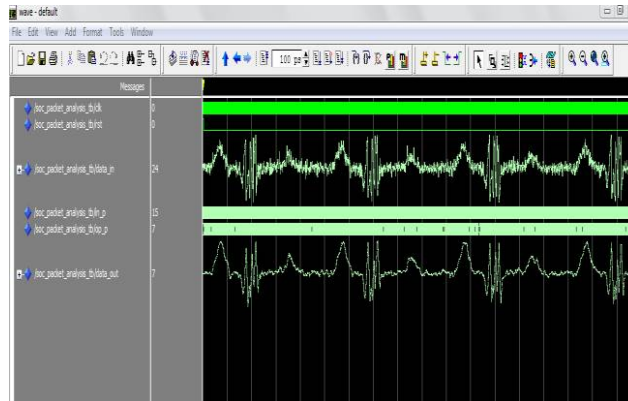 wave - default
File Edit View Add Format Tools Window
100 ps
Messages
/soc_packet_analysis_tb/clk 0
/soc_packet_analysis_tb/rst 0
/soc_packet_analysis_tb/data_in 24
/soc_packet_analysis_tb/in_p 15
/soc_packet_analysis_tb/op_p 7
/soc_packet_analysis_tb/data_out 7